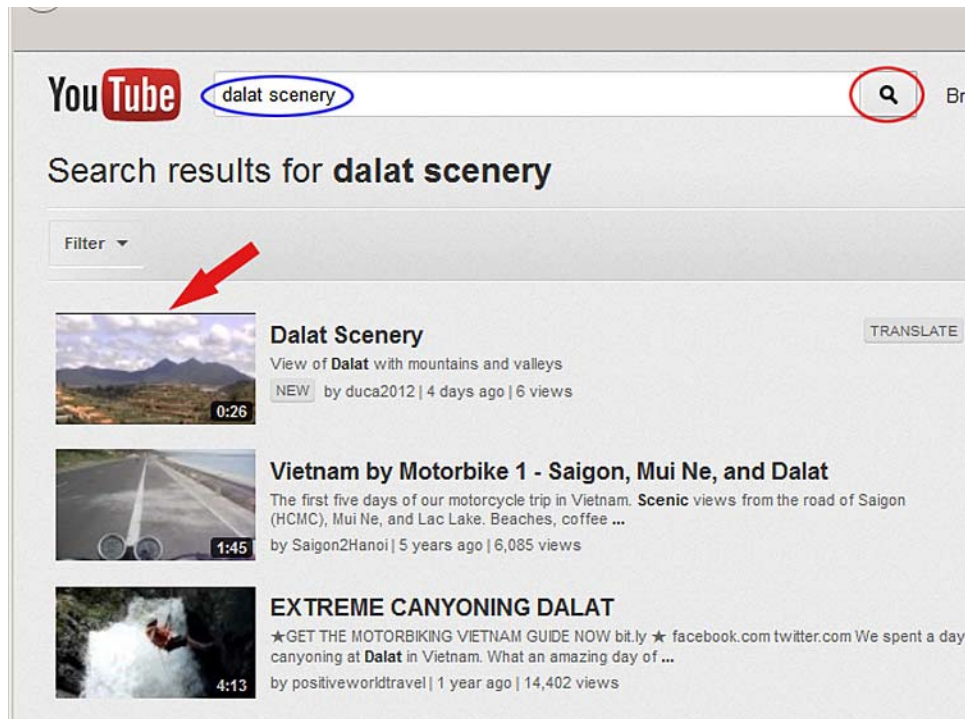 YouTube
dalat scenery
Br
Search results for dalat scenery
Filter
Dalat Scenery
TRANSLATE
View of Dalat with mountains and valleys
NEW by duca2012 | 4 days ago | 6 views
0:26
Vietnam by Motorbike 1 - Saigon, Mui Ne, and Dalat
The first five days of our motorcycle trip in Vietnam. Scenic views from the road of Saigon
(HCMC), Mui Ne, and Lac Lake. Beaches, coffee ...
by Saigon2Hanoi | 5 years ago | 6,085 views
1:45
EXTREME CANYONING DALAT
★GET THE MOTORBIKING VIETNAM GUIDE NOW bit.ly ★ facebook.com twitter.com We spent a day
canyoning at Dalat in Vietnam. What an amazing day of ...
by positiveworldtravel | 1 year ago | 14,402 views
4:13